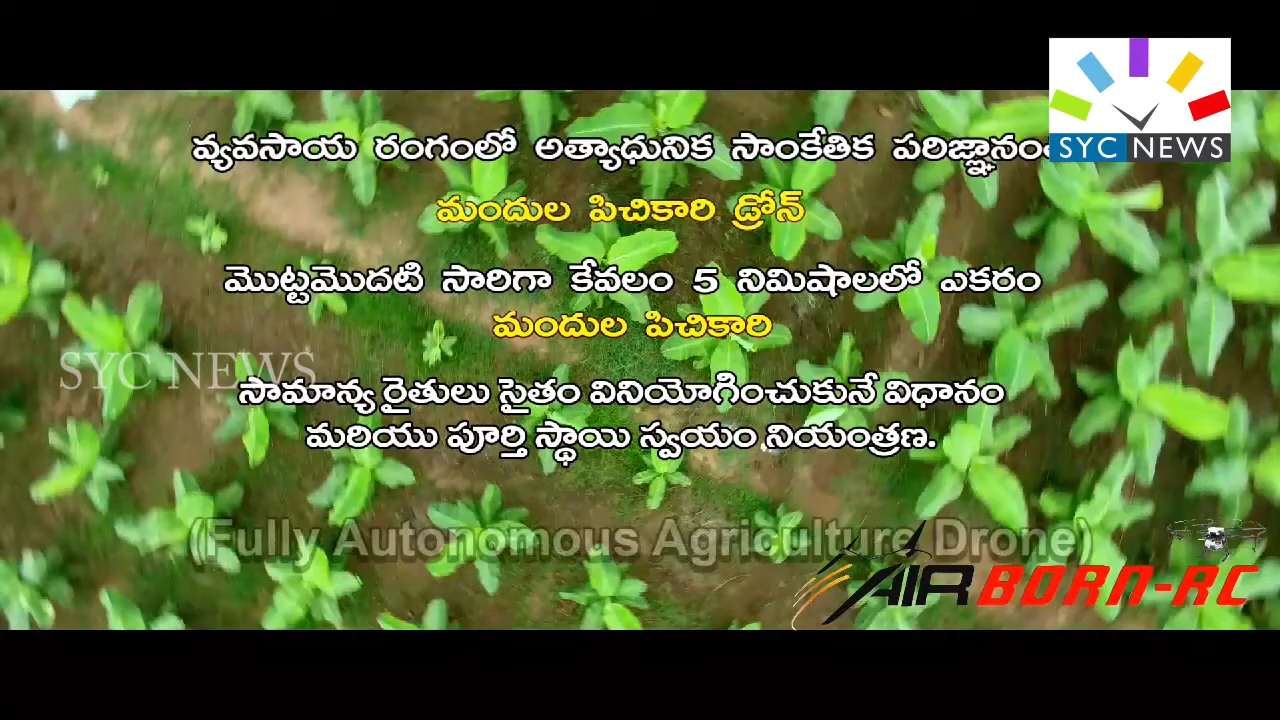 SYC NEWS
వ్యవసాయ రంగంలో అత్యాధునిక సాంకేతిక
మందుల పిచికారి డ్రోన్
మొట్టమొదటి సారిగా కేవలం 5 నిమిషాలలో ఎకరం
మందుల పిచికారి
SYC NEWS
సామాన్య రైతులు సైతం వినియోగించుకునే విధానం
మరియు పూర్తి స్థాయి స్వయం నియంత్రణ.
(Fully Autonomous Agriculture Drone)
AIR BORN-RC